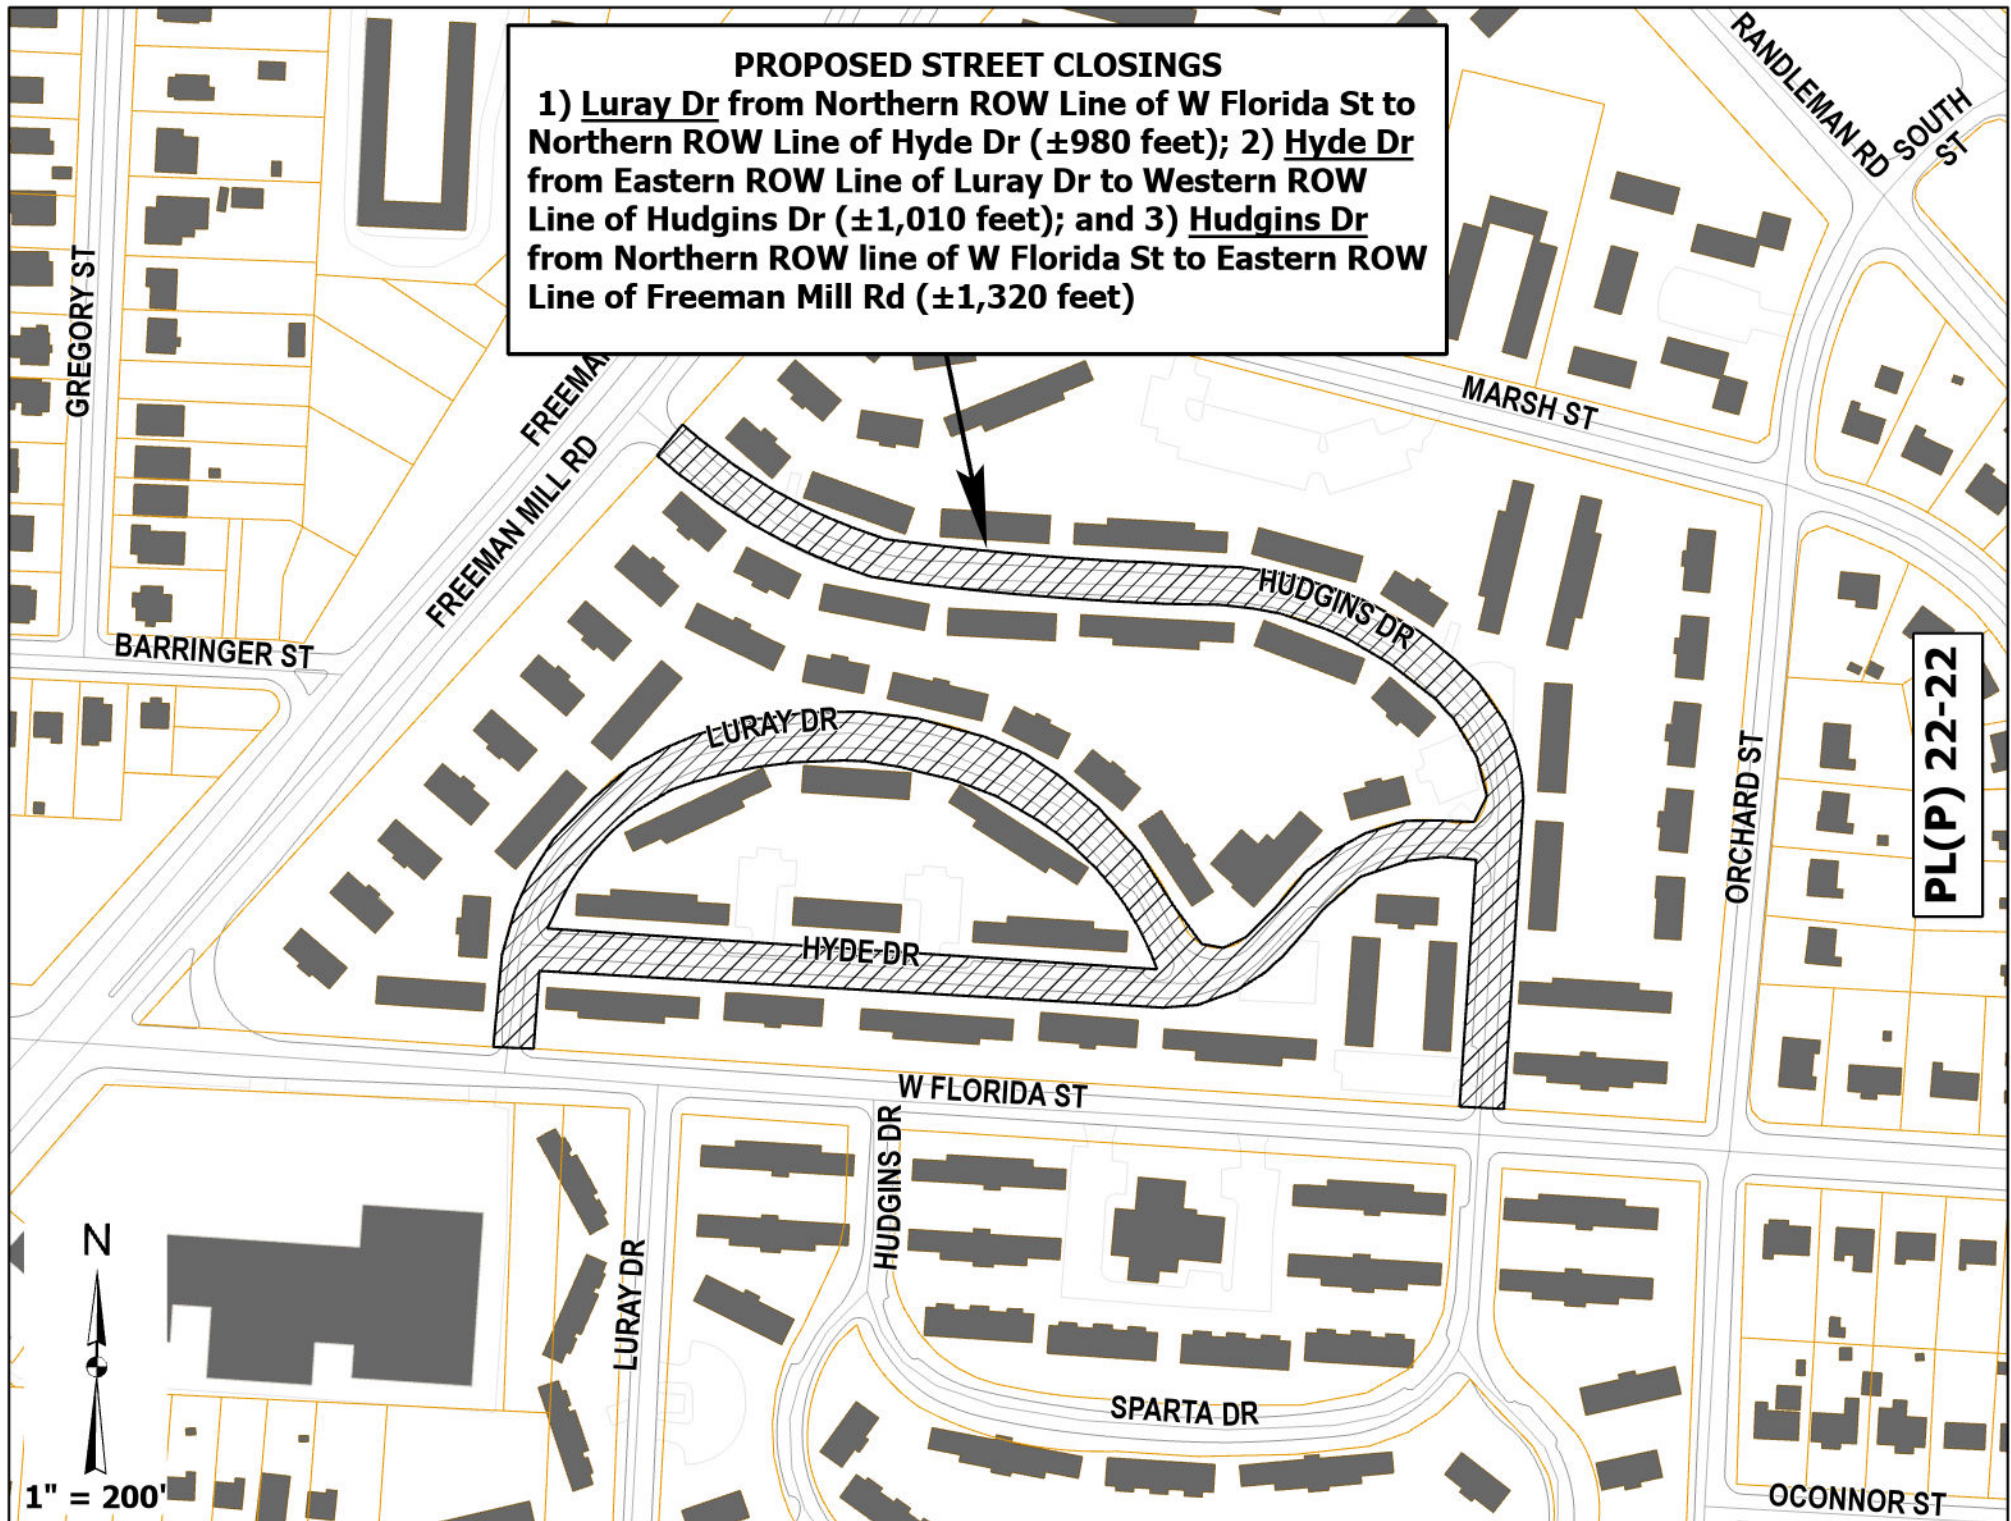 PROPOSED STREET CLOSINGS
1) Luray Dr from Northern ROW Line of W Florida St to
Northern ROW Line of Hyde Dr (±980 feet); 2) Hyde Dr
from Eastern ROW Line of Luray Dr to Western ROW
Line of Hudgins Dr (±1,010 feet); and 3) Hudgins Dr
from Northern ROW line of W Florida St to Eastern ROW
Line of Freeman Mill Rd (±1,320 feet)
RANDLEMAN RD
SOUTH
ST
GREGORY ST
MARSH ST
FREEMAN MILL RD
HUDGINS DR
BARRINGER ST
LURAY DR
ORCHARD ST
PL(P) 22-22
HYDE DR
W FLORIDA ST
HUDGINS DR
LURAY DR
N
SPARTA DR
1" = 200'
OCONNOR ST